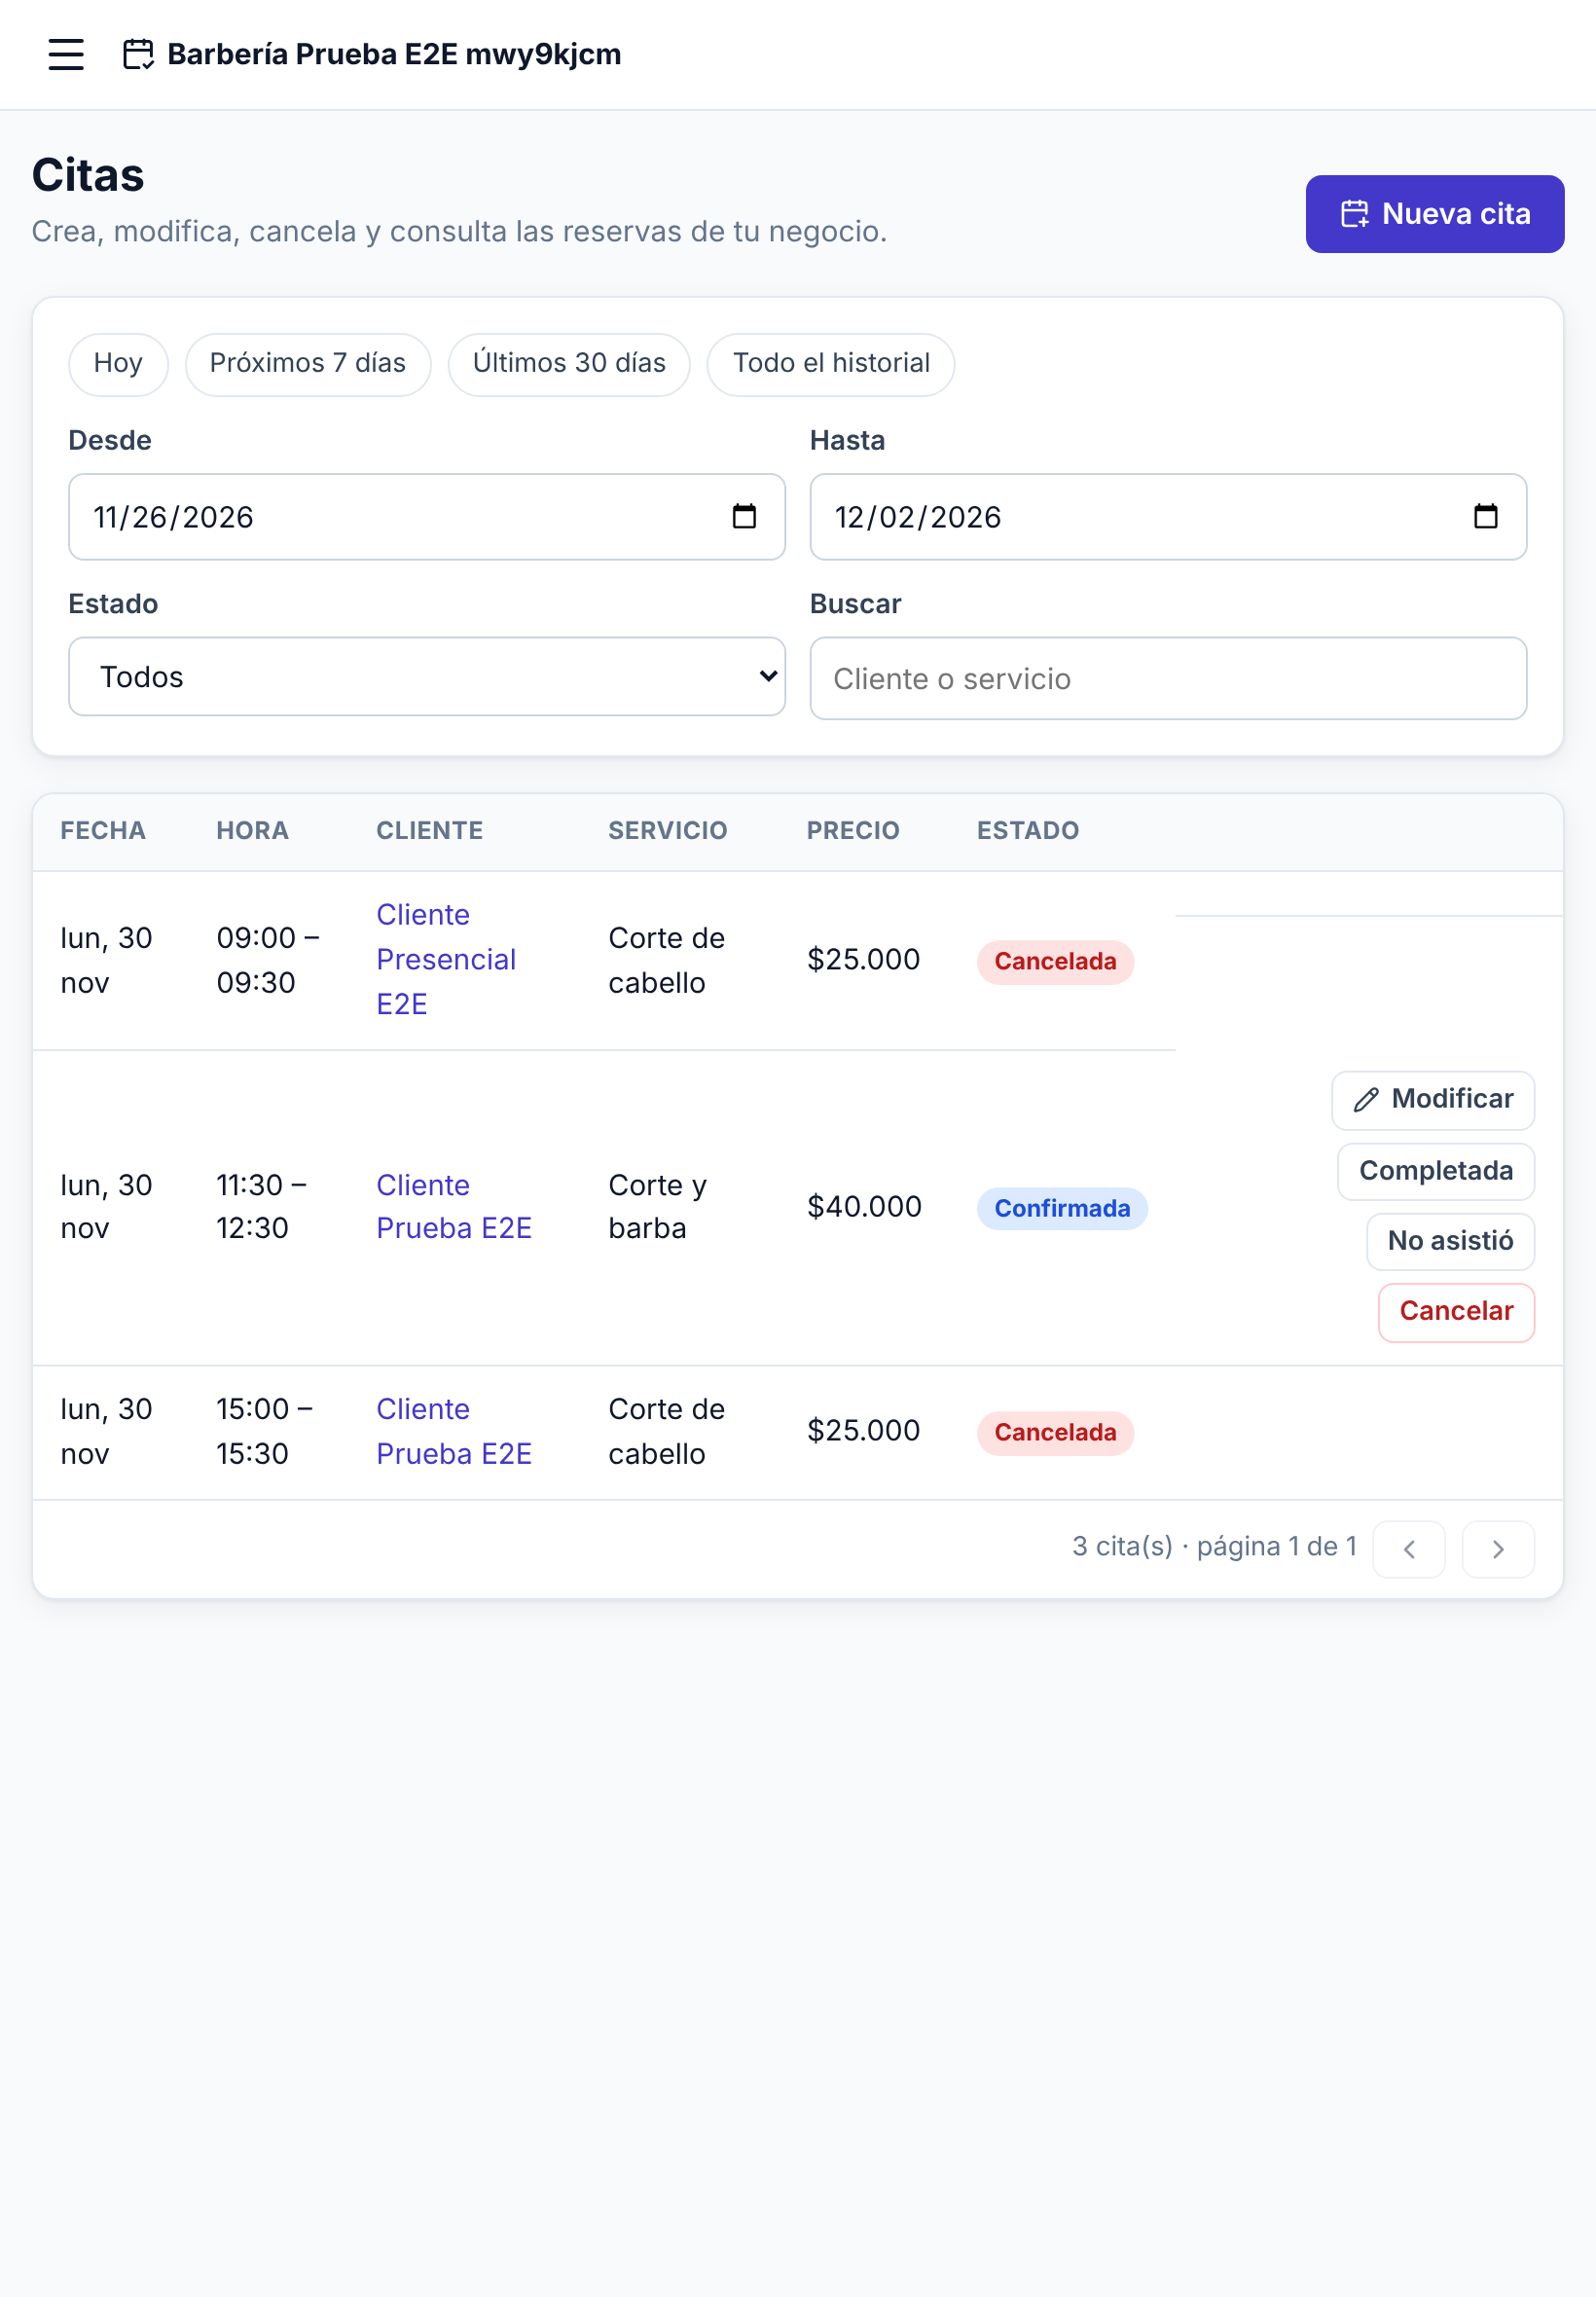 Barbería Prueba E2E mwy9kjcm
Citas
Crea, modifica, cancela y consulta las reservas de tu negocio.
Nueva cita
Hoy
Próximos 7 días
Últimos 30 días
Todo el historial
Desde
Hasta
11/26/2026
12/02/2026
Estado
Buscar
Todos
Cliente o servicio
FECHA HORA CLIENTE SERVICIO PRECIO ESTADO
lun, 30
nov
09:00 –
09:30
Cliente
Presencial
E2E
Corte de
cabello
$25.000
Cancelada
lun, 30
nov
11:30 –
12:30
Cliente
Prueba E2E
Corte y
barba
$40.000
Confirmada
Modificar
Completada
No asistió
Cancelar
lun, 30
nov
15:00 –
15:30
Cliente
Prueba E2E
Corte de
cabello
$25.000
Cancelada
3 cita(s) · página 1 de 1